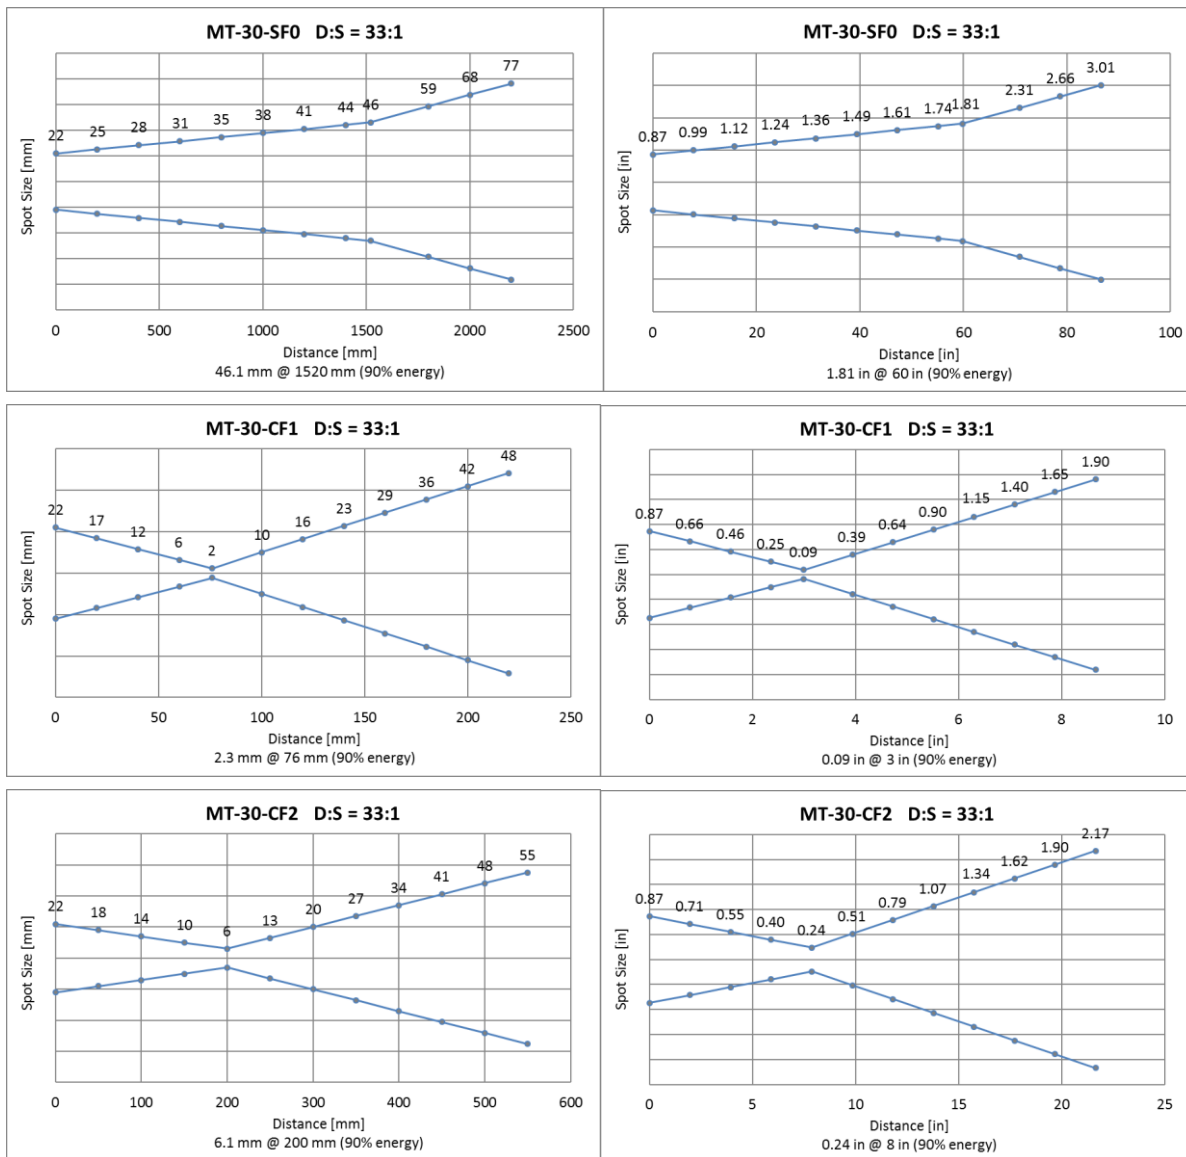 MT-30-SF0 D:S = 33:1
Spot Size [mm]
22 25 28 31 35 38 41 44 46 59 68 77
0 500 1000 1500 2000 2500
Distance [mm]
46.1 mm @ 1520 mm (90% energy)
MT-30-SF0 D:S = 33:1
Spot Size [in]
0.87 0.99 1.12 1.24 1.36 1.49 1.61 1.74 1.81 2.31 2.66 3.01
0 20 40 60 80 100
Distance [in]
1.81 in @ 60 in (90% energy)
MT-30-CF1 D:S = 33:1
Spot Size [mm]
22 17 12 6 2 10 16 23 29 36 42 48
0 50 100 150 200 250
Distance [mm]
2.3 mm @ 76 mm (90% energy)
MT-30-CF1 D:S = 33:1
Spot Size [in]
0.87 0.66 0.46 0.25 0.09 0.39 0.64 0.90 1.15 1.40 1.65 1.90
0 2 4 6 8 10
Distance [in]
0.09 in @ 3 in (90% energy)
MT-30-CF2 D:S = 33:1
Spot Size [mm]
22 18 14 10 6 13 20 27 34 41 48 55
0 100 200 300 400 500 600
Distance [mm]
6.1 mm @ 200 mm (90% energy)
MT-30-CF2 D:S = 33:1
Spot Size [in]
0.87 0.71 0.55 0.40 0.24 0.51 0.79 1.07 1.34 1.62 1.90 2.17
0 5 10 15 20 25
Distance [in]
0.24 in @ 8 in (90% energy)